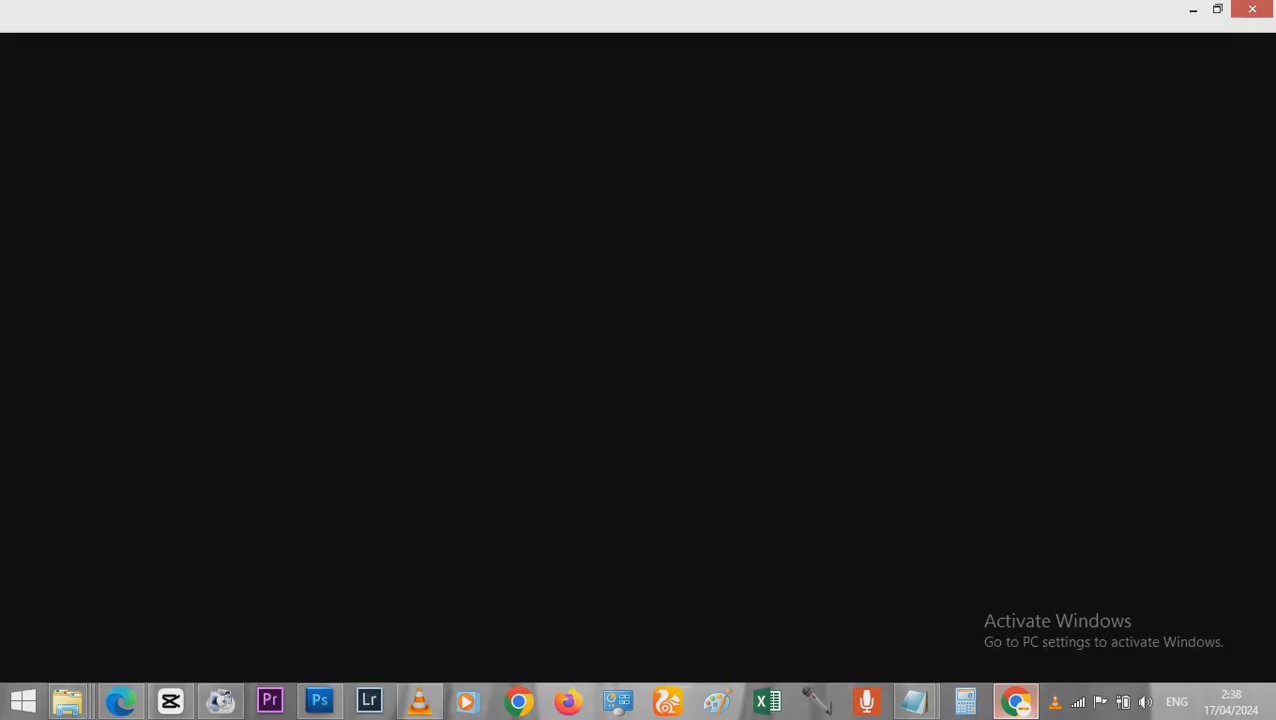 Activate Windows
Go to PC settings to activate Windows.
Pr
Ps
Lr
ENG
2:38
17/04/2024